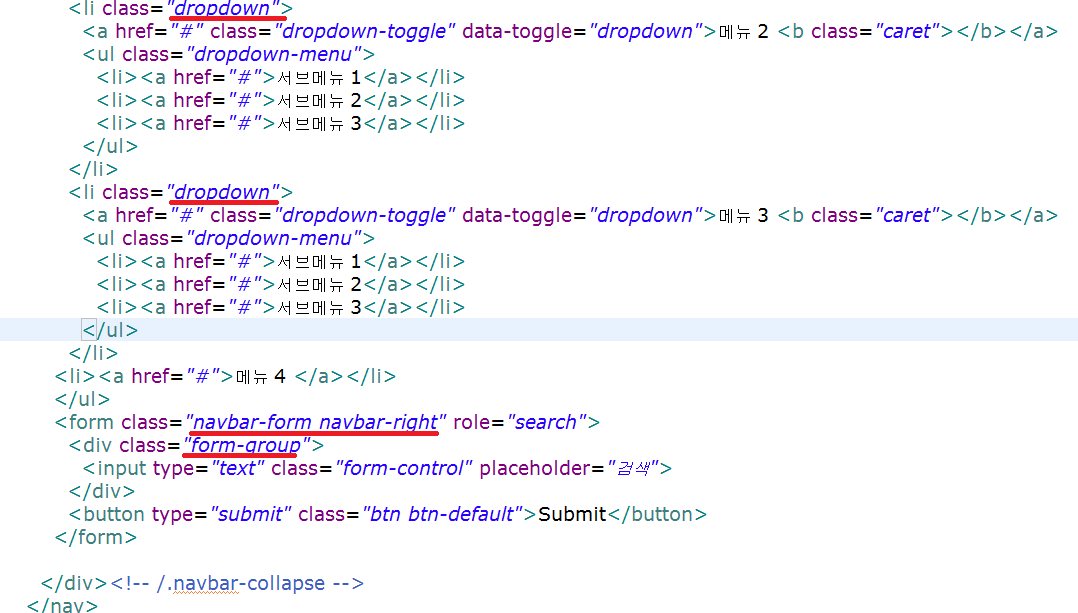 <li class="dropdown">
<a href="#" class="dropdown-toggle" data-toggle="dropdown">메뉴 2 <b class="caret"></b></a>
<ul class="dropdown-menu">
<li><a href="#">서브메뉴 1</a></li>
<li><a href="#">서브메뉴 2</a></li>
<li><a href="#">서브메뉴 3</a></li>
</ul>
</li>
<li class="dropdown">
<a href="#" class="dropdown-toggle" data-toggle="dropdown">메뉴 3 <b class="caret"></b></a>
<ul class="dropdown-menu">
<li><a href="#">서브메뉴 1</a></li>
<li><a href="#">서브메뉴 2</a></li>
<li><a href="#">서브메뉴 3</a></li>
</ul>
</li>
<li><a href="#">메뉴 4 </a></li>
</ul>
<form class="navbar-form navbar-right" role="search">
<div class="form-group">
<input type="text" class="form-control" placeholder="검색">
</div>
<button type="submit" class="btn btn-default">Submit</button>
</form>
</div><!-- /.navbar-collapse -->
</nav>